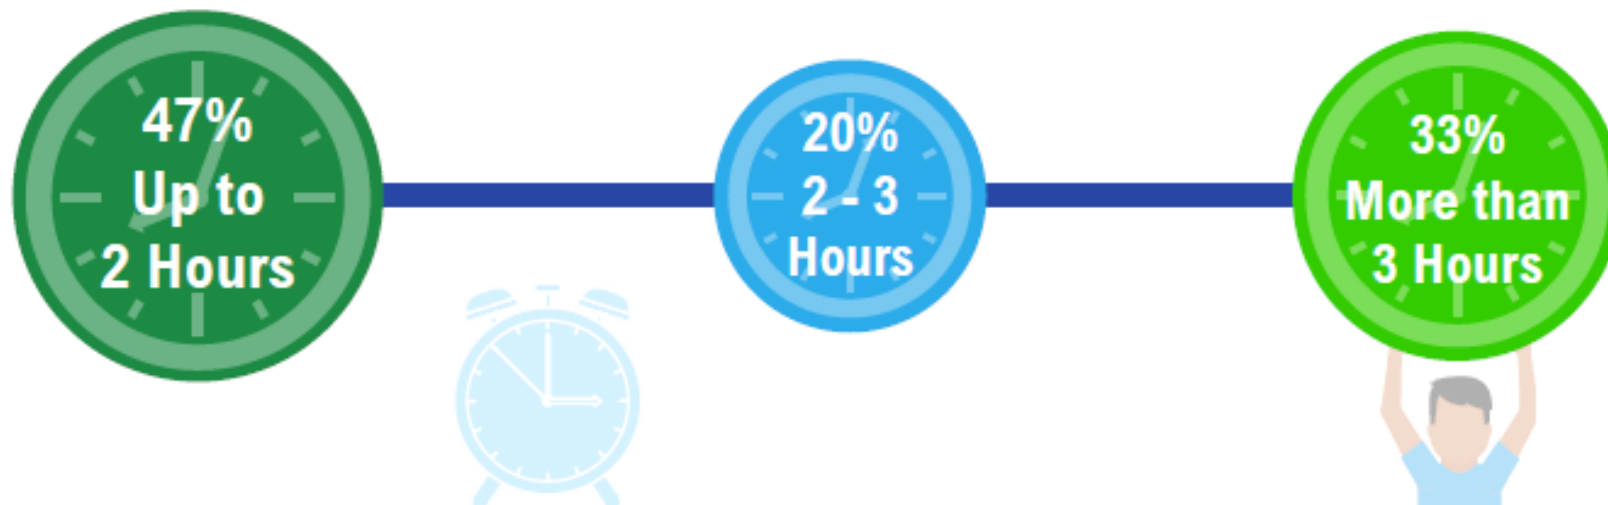 47%
Up to
2 Hours
20%
2 - 3
Hours
33%
More than
3 Hours